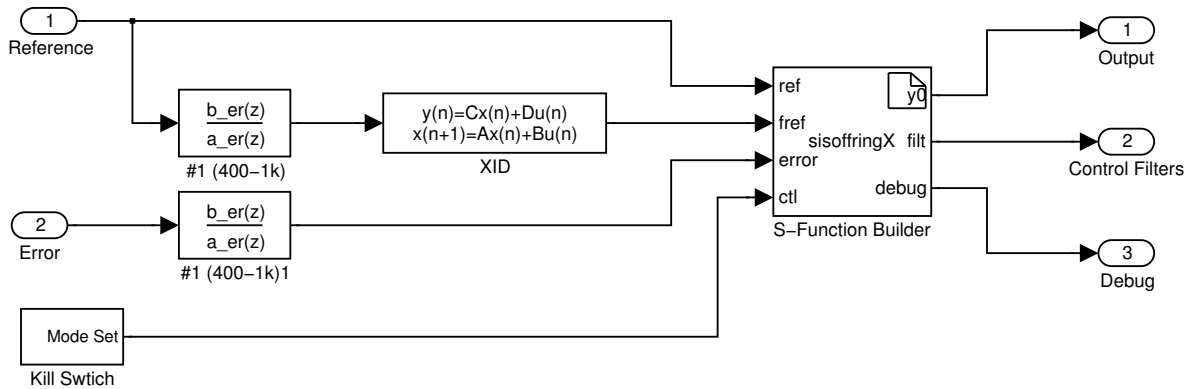 1
Reference
b_er(z)
a_er(z)
#1 (400−1k)
y(n)=Cx(n)+Du(n)
x(n+1)=Ax(n)+Bu(n)
XID
2
Error
b_er(z)
a_er(z)
#1 (400−1k)1
Mode Set
Kill Swtich
ref
fref
error
ctl
sisoffringX
y0
filt
debug
S−Function Builder
1
Output
2
Control Filters
3
Debug